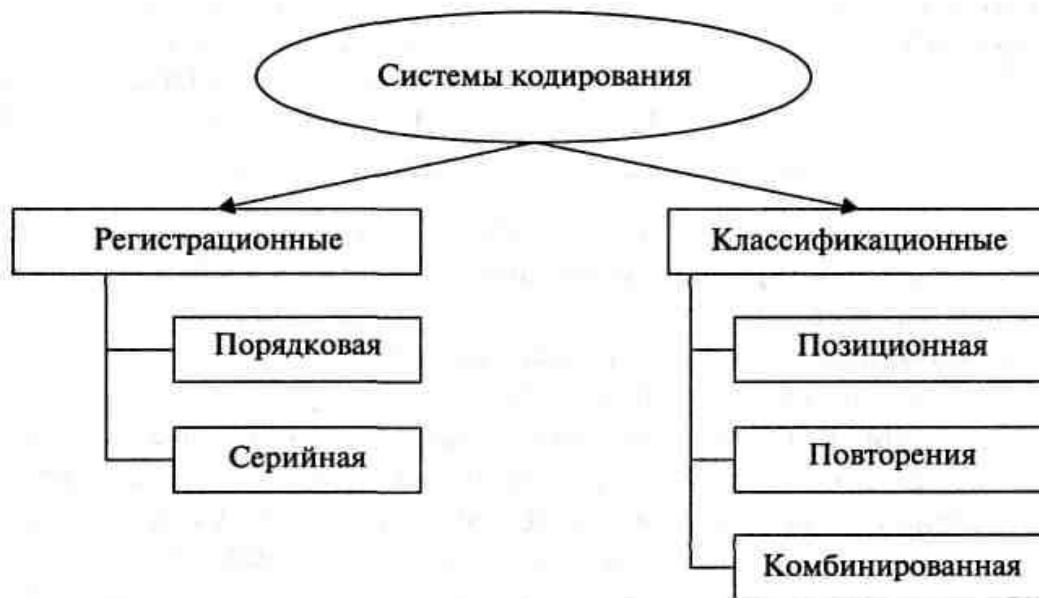 Системы кодирования
Регистрационные
Порядковая
Серийная
Классификационные
Позиционная
Повторения
Комбинированная